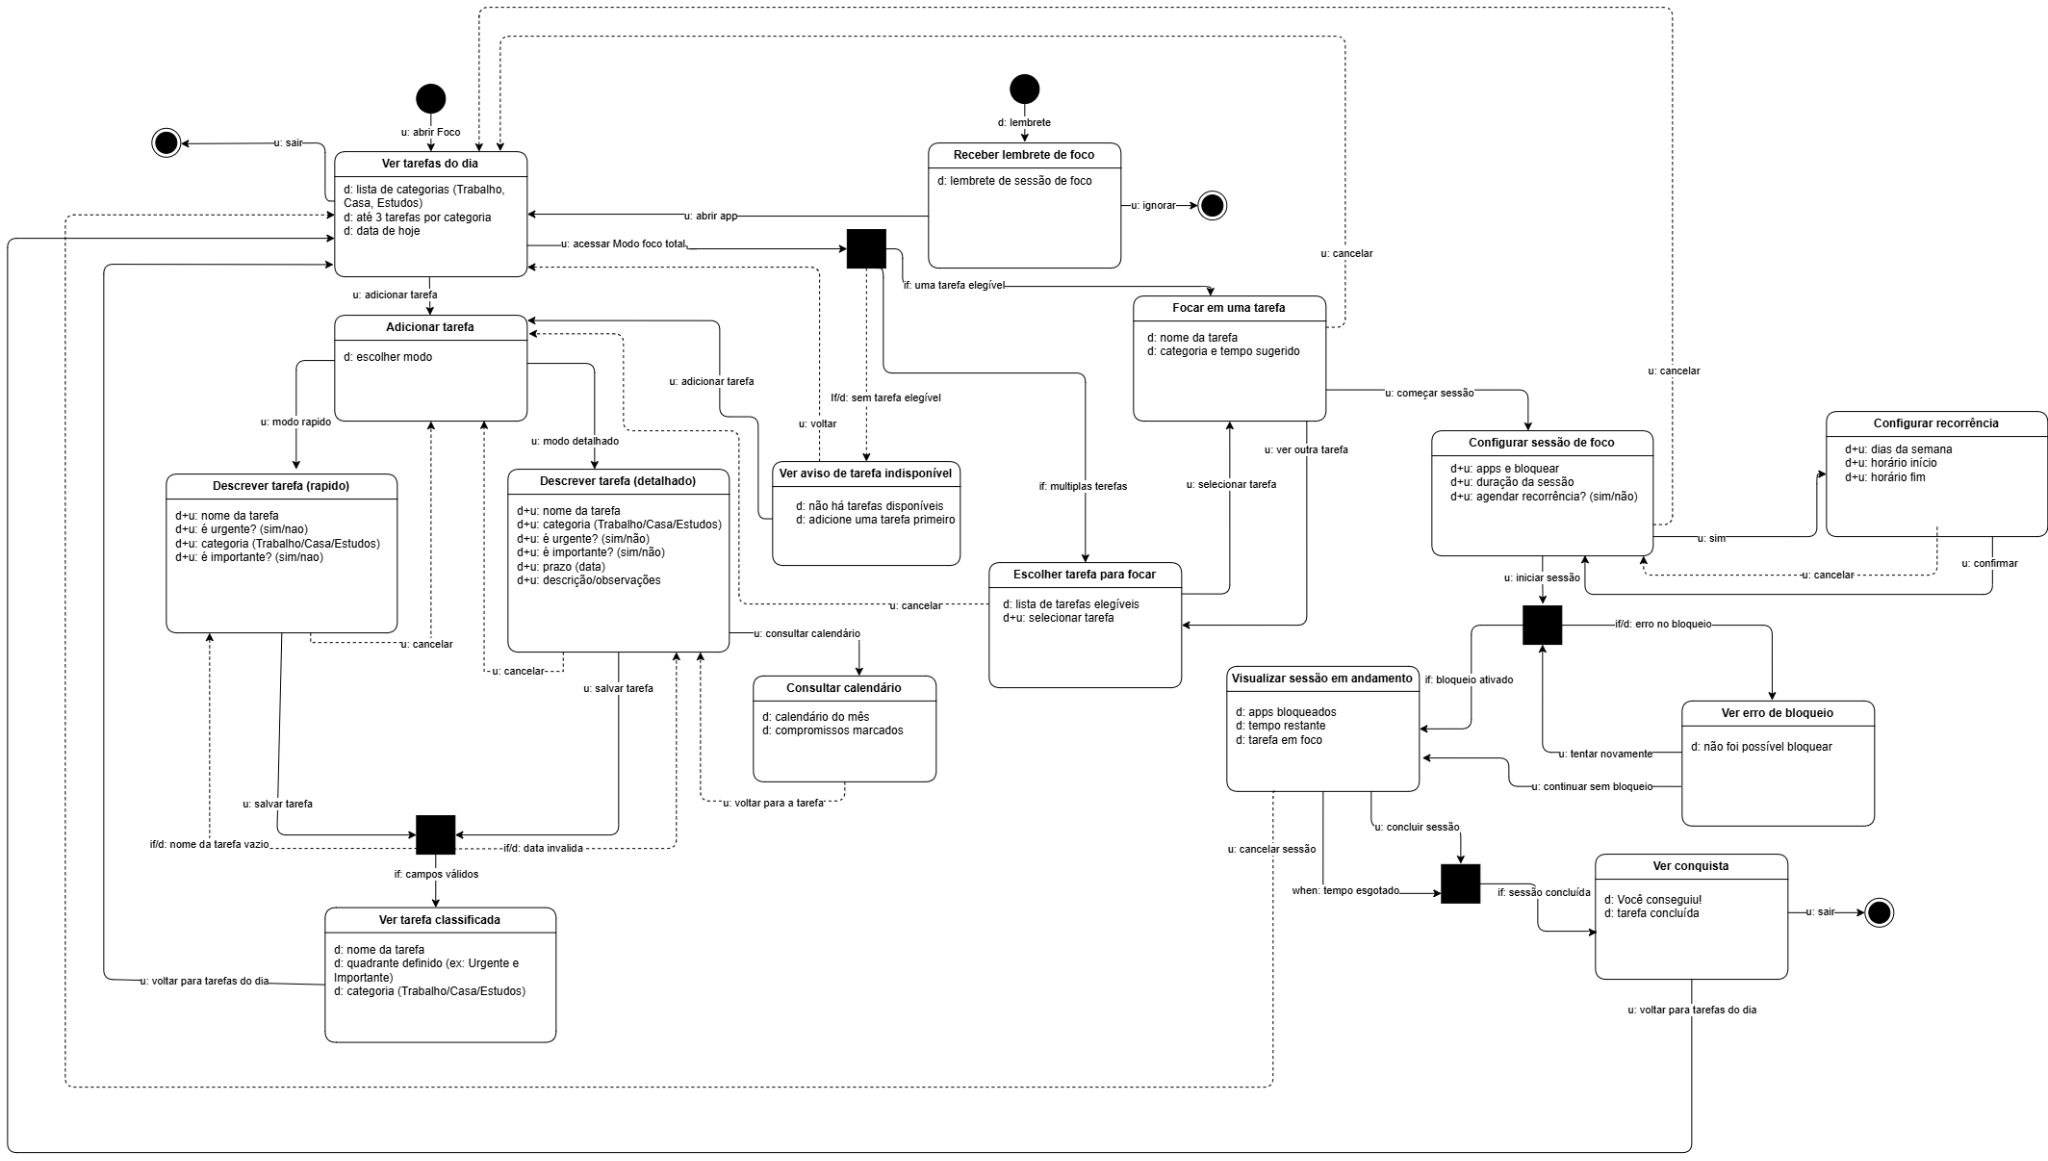 u: abrir Foco
d: lembrete
u: sair
Ver tarefas do dia
d: lista de categorias (Trabalho,
Casa, Estudos)
d: até 3 tarefas por categoria
d: data de hoje
Receber lembrete de foco
d: lembrete de sessão de foco
u: ignorar
u: abrir app
u: acessar Modo foco total
u: cancelar
if: uma tarefa elegível
u: adicionar tarefa
Focar em uma tarefa
d: nome da tarefa
d: categoria e tempo sugerido
Adicionar tarefa
d: escolher modo
u: adicionar tarefa
If/d: sem tarefa elegível
u: voltar
u: cancelar
u: começar sessão
u: modo rapido
u: modo detalhado
u: ver outra tarefa
Configurar sessão de foco
d+u: apps e bloquear
d+u: duração da sessão
d+u: agendar recorrência? (sim/não)
Configurar recorrência
d+u: dias da semana
d+u: horário início
d+u: horário fim
Descrever tarefa (rapido)
d+u: nome da tarefa
d+u: é urgente? (sim/nao)
d+u: categoria (Trabalho/Casa/Estudos)
d+u: é importante? (sim/nao)
Descrever tarefa (detalhado)
d+u: nome da tarefa
d+u: categoria (Trabalho/Casa/Estudos)
d+u: é urgente? (sim/não)
d+u: é importante? (sim/não)
d+u: prazo (data)
d+u: descrição/observações
Ver aviso de tarefa indisponível
d: não há tarefas disponíveis
d: adicione uma tarefa primeiro
if: multiplas terefas
u: selecionar tarefa
u: sim
u: cancelar
u: confirmar
u: iniciar sessão
Escolher tarefa para focar
d: lista de tarefas elegíveis
d+u: selecionar tarefa
u: cancelar
u: cancelar
u: cancelar
u: consultar calendário
u: salvar tarefa
if/d: erro no bloqueio
if: bloqueio ativado
Consultar calendário
d: calendário do mês
d: compromissos marcados
Visualizar sessão em andamento
d: apps bloqueados
d: tempo restante
d: tarefa em foco
Ver erro de bloqueio
d: não foi possível bloquear
u: tentar novamente
u: continuar sem bloqueio
u: voltar para a tarefa
u: salvar tarefa
if/d: nome da tarefa vazio
if/d: data invalida
if: campos válidos
u: concluir sessão
u: cancelar sessão
when: tempo esgotado
if: sessão concluída
Ver conquista
d: Você conseguiu!
d: tarefa concluída
u: sair
Ver tarefa classificada
d: nome da tarefa
d: quadrante definido (ex: Urgente e
Importante)
d: categoria (Trabalho/Casa/Estudos)
u: voltar para tarefas do dia
u: voltar para tarefas do dia